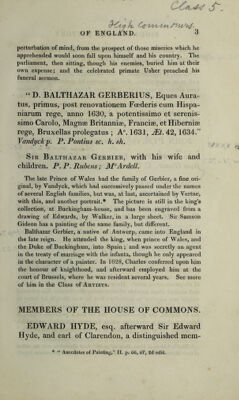 Class 5.
High Commissioners.
OF ENGLAND. 3
perturbation of mind, from the prospect of those miseries which he
apprehended would soon fall upon himself and his country. The
parliament, then sitting, though his enemies, buried him at their
own expense; and the celebrated primate Usher preached his
funeral sermon.
"D. BALTHAZAR GERBERIUS, Eques Aura-
tus, primus, post renovationem Fœderis cum Hispa-
niarum rege, anno 1630, a potentissimo et serenis-
simo Carolo, Magnæ Britanniæ, Franciæ, et Hiberniæ
rege, Bruxellas prolegatus; A°. 1631, Æt. 42, 1634."
Vandyck p. P. Pontius sc. h. sh.
Sir Balthazar Gerbier, with his wife and
children. P. P. Rubens; M'Ardell.
The late Prince of Wales had the family of Gerbier, a fine ori-
ginal, by Vandyck, which had successively passed under the names
of several English families, but was, at last, ascertained by Vertue,
with this, and another portrait.* The picture is still in the king's
collection, at Buckingham-house, and has been engraved from a
drawing of Edwards, by Walker, in a large sheet. Sir Samson
Gideon has a painting of the same family, but different.
Balthazar Gerbier, a native of Antwerp, came into England in
the late reign. He attended the king, when prince of Wales, and
the Duke of Buckingham, into Spain; and was secretly an agent
in the treaty of marriage with the infanta, though he only appeared
in the character of a painter. In 1628, Charles conferred upon him
the honour of knighthood, and afterward employed him at the
court of Brussels, where he was resident several years. See more
of him in the Class of Artists.
MEMBERS OF THE HOUSE OF COMMONS.
EDWARD HYDE, esq. afterward Sir Edward
Hyde, and earl of Clarendon, a distinguished mem-
* "Anecdotes of Painting," II. p. 66, 67, 2d edit.